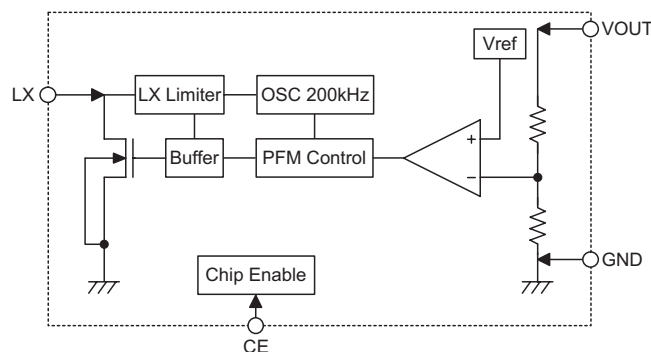 VOUT
Vref
LX
LX Limiter
OSC 200kHz
Buffer
PFM Control
+
−
GND
Chip Enable
CE